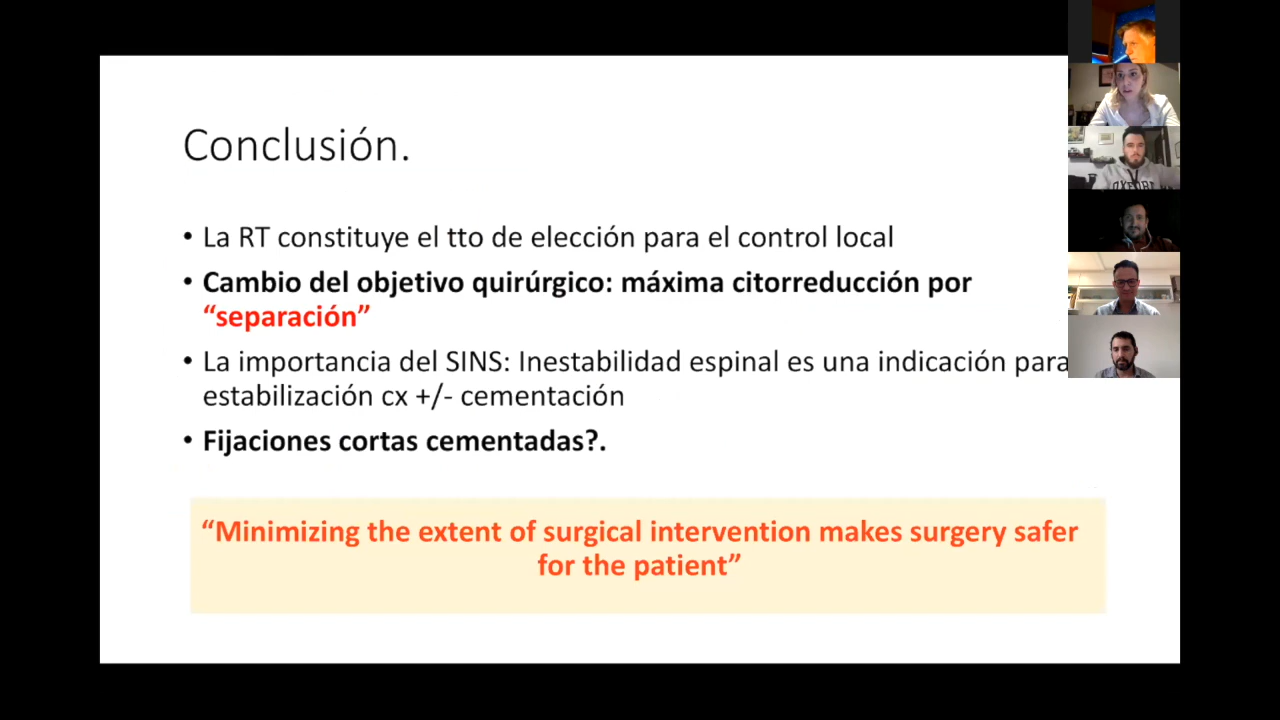 Conclusión.
• La RT constituye el tto de elección para el control local
• Cambio del objetivo quirúrgico: máxima citorreducción por
“separación”
• La importancia del SINS: Inestabilidad espinal es una indicación para
estabilización cx +/- cementación
• Fijaciones cortas cementadas?.
“Minimizing the extent of surgical intervention makes surgery safer
for the patient”
OXFORD